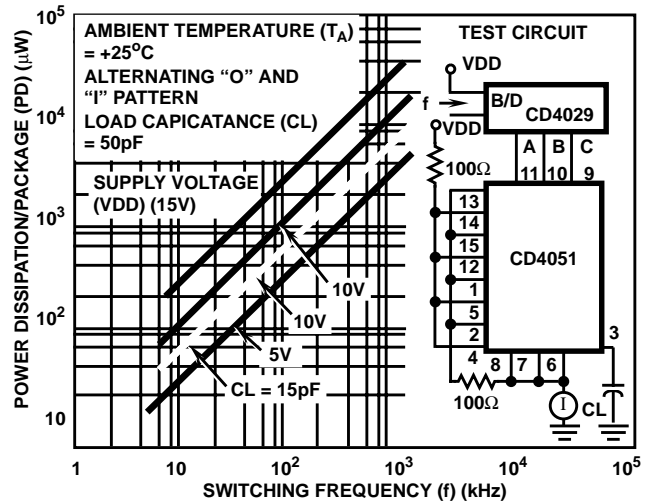 10⁵
10⁴
10³
10²
10
POWER DISSIPATION/PACKAGE (PD) (μW)
AMBIENT TEMPERATURE (T_A)
= +25°C
ALTERNATING “O” AND
“I” PATTERN
LOAD CAPICATANCE (CL)
= 50pF
SUPPLY VOLTAGE
(VDD) (15V)
10V
10V
5V
CL = 15pF
TEST CIRCUIT
VDD
f
B/D
CD4029
VDD
100Ω
A B C
11 10 9
13
14
15
12
1
5
2
CD4051
3
4 8 7 6
100Ω
I
CL
1 10 10² 10³ 10⁴ 10⁵
SWITCHING FREQUENCY (f) (kHz)